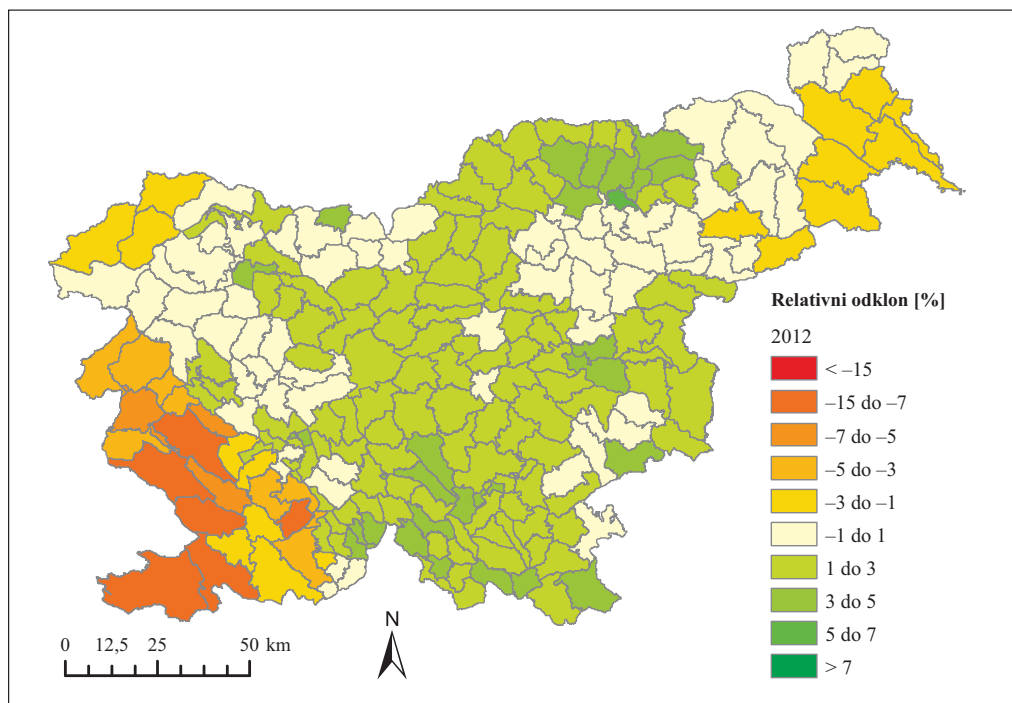 Relativni odklon [%]
2012
< –15
–15 do –7
–7 do –5
–5 do –3
–3 do –1
–1 do 1
1 do 3
3 do 5
5 do 7
> 7
N
0 12,5 25 50 km